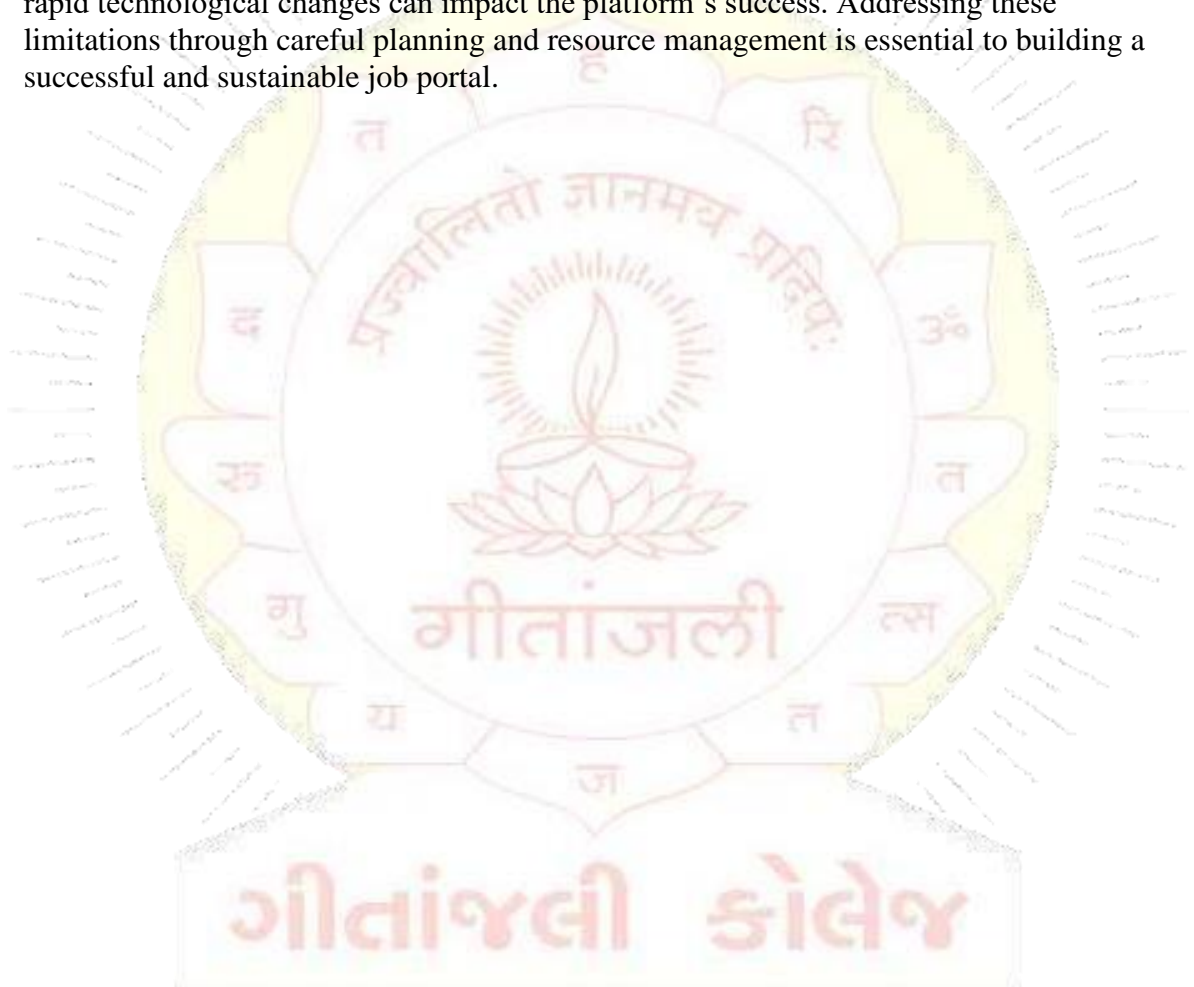 rapid technological changes can impact the platform's success. Addressing these
limitations through careful planning and resource management is essential to building a
successful and sustainable job portal.
ह
त
रि
प्रज्वालितो ज्ञानमय प्रदिपः
द
ॐ
रु
त
गु
त्स
गीतांजली
य
त
ज
ગીતાંજલી કોલેજ